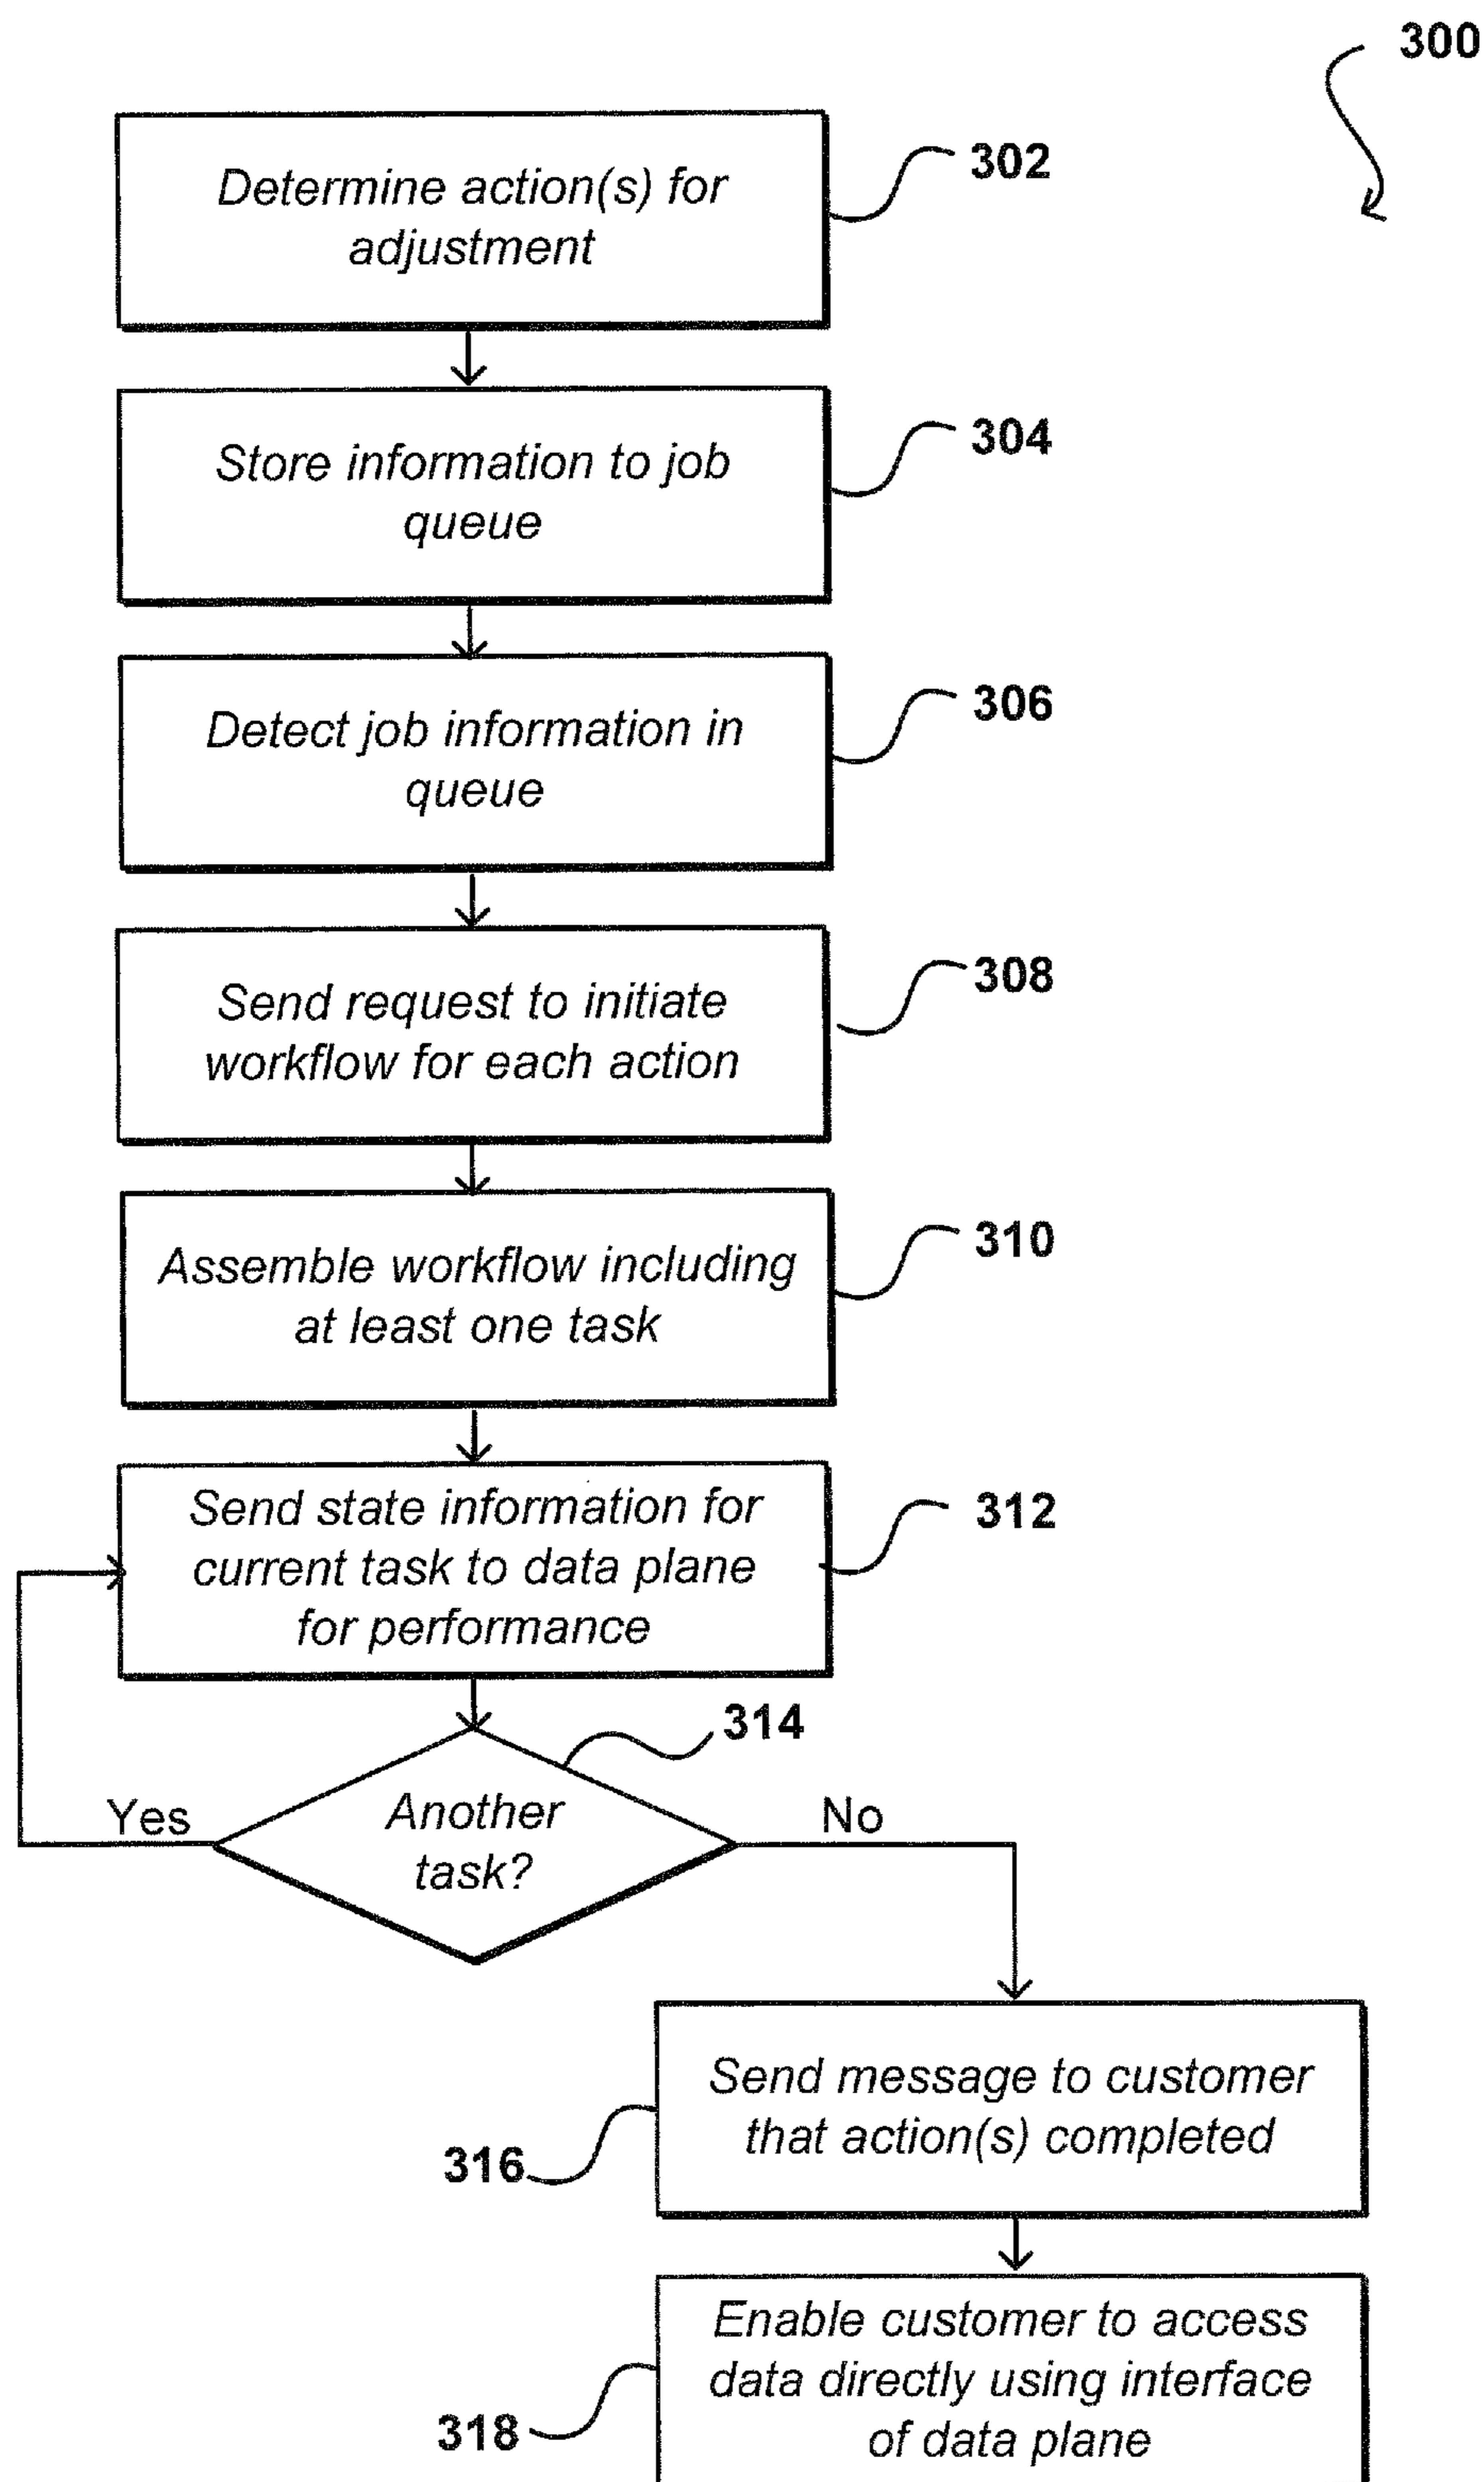 300
Determine action(s) for
adjustment
302
Store information to job
queue
304
Detect job information in
queue
306
Send request to initiate
workflow for each action
308
Assemble workflow including
at least one task
310
Send state information for
current task to data plane
for performance
312
314
Another
task?
Yes
No
Send message to customer
that action(s) completed
316
Enable customer to access
data directly using interface
of data plane
318